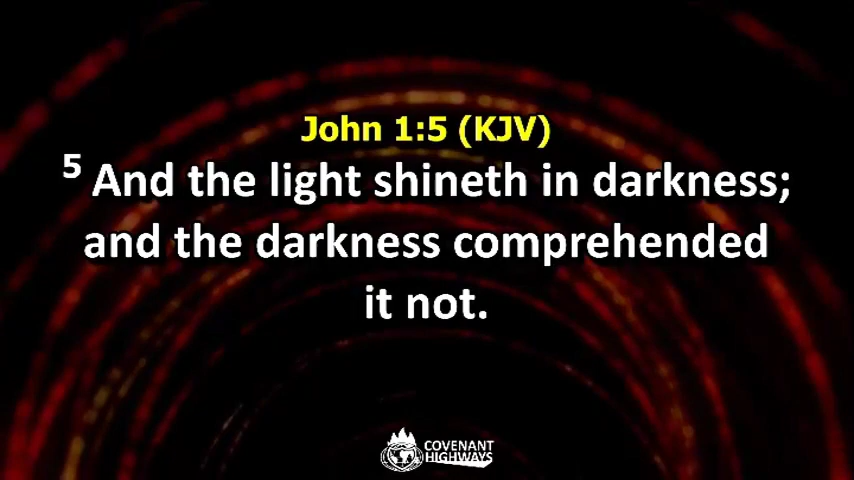 John 1:5 (KJV)
5 And the light shineth in darkness;
and the darkness comprehended
it not.
COVENANT
HIGHWAYS